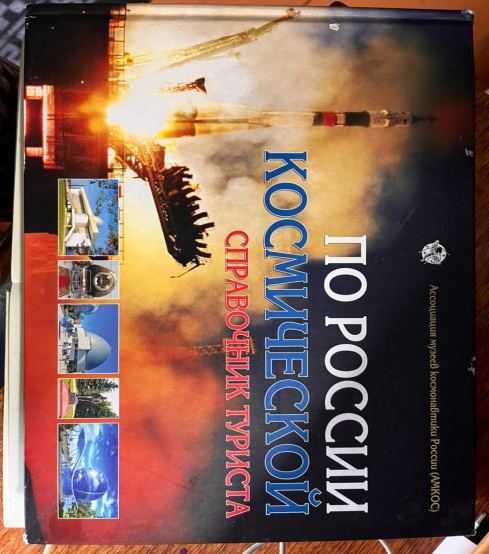 Ассоциация музеев космонавтики России (АМКОС)
ПО РОССИИ
КОСМИЧЕСКОЙ
СПРАВОЧНИК ТУРИСТА